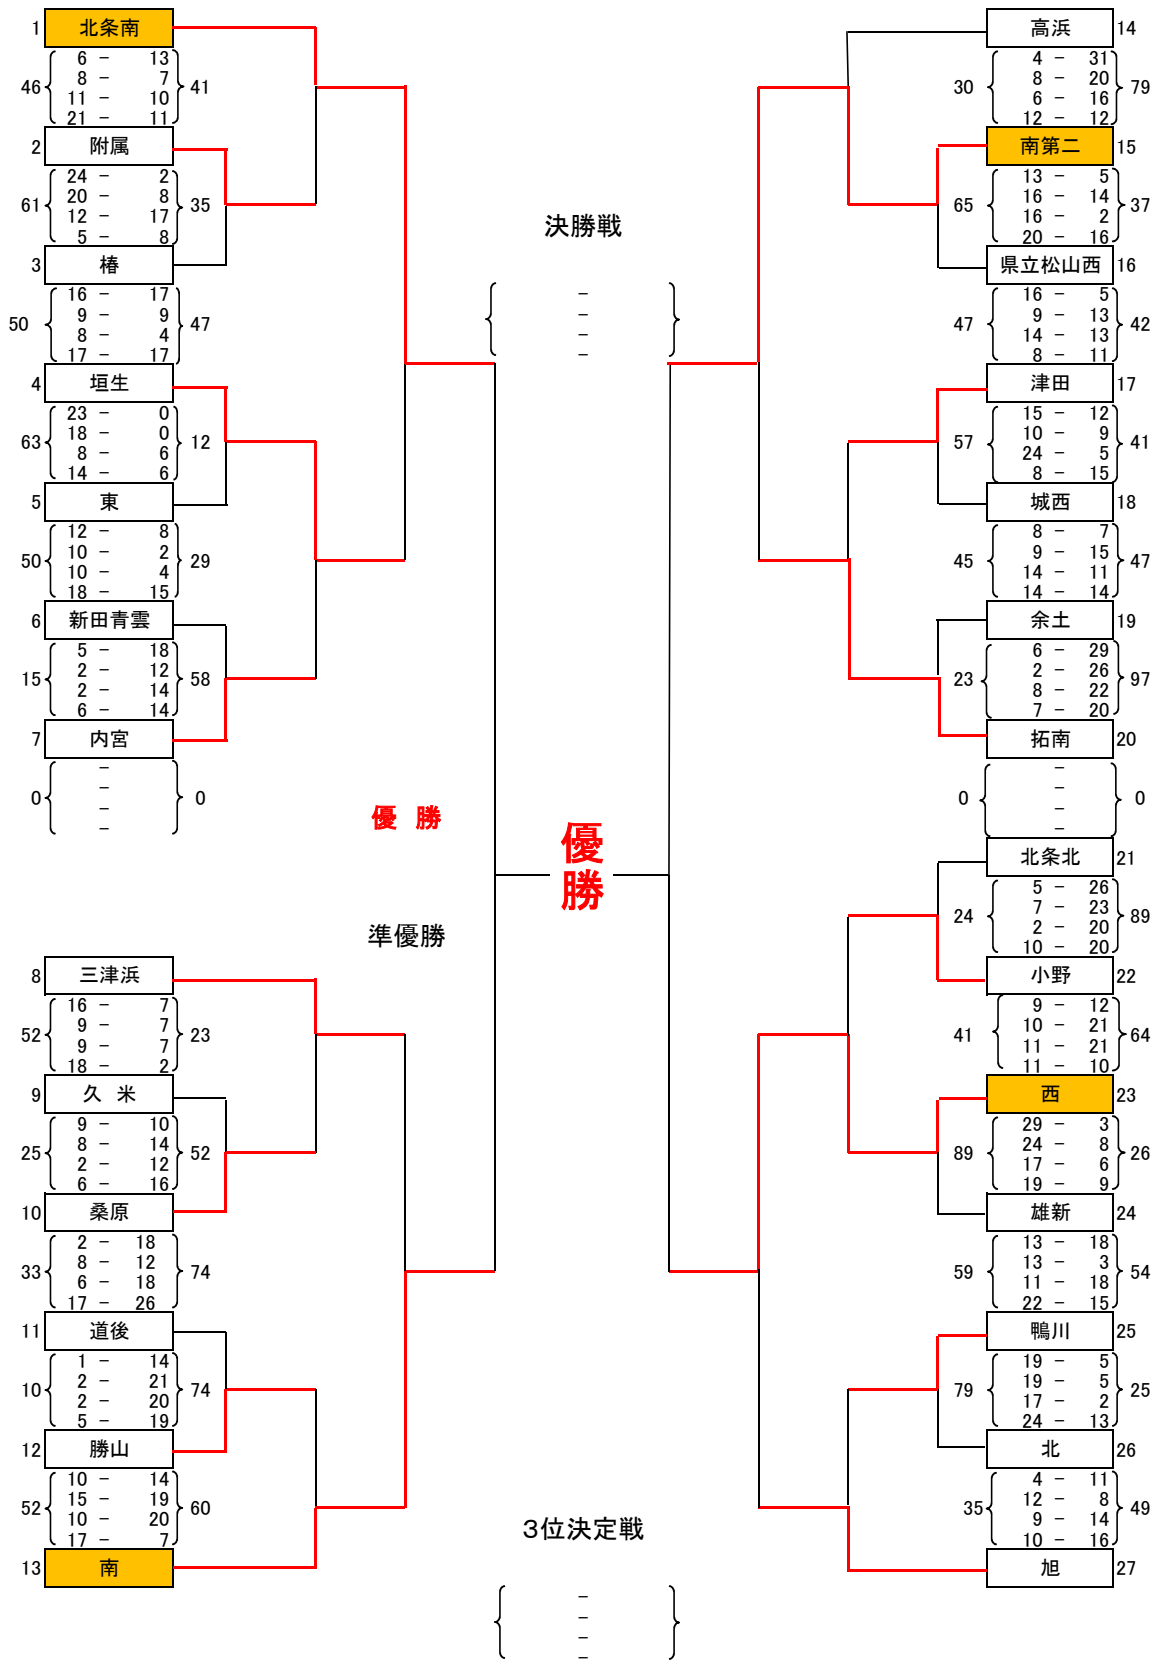 1 北条南
46 6 - 13 41
8 - 7
11 - 10
21 - 11
2 附属
61 24 - 2 35
20 - 8
12 - 17
5 - 8
3 椿
50 16 - 17 47
9 - 9
8 - 4
17 - 17
4 垣生
63 23 - 0 12
18 - 0
8 - 6
14 - 6
5 東
50 12 - 8 29
10 - 2
10 - 4
18 - 15
6 新田青雲
15 5 - 18 58
2 - 12
2 - 14
6 - 14
7 内宮
0 - 0
-
-
-
8 三津浜
52 16 - 7 23
9 - 7
9 - 7
18 - 2
9 久 米
25 9 - 10 52
8 - 14
2 - 12
6 - 16
10 桑原
33 2 - 18 74
8 - 12
6 - 18
17 - 26
11 道後
10 1 - 14 74
2 - 21
2 - 20
5 - 19
12 勝山
52 10 - 14 60
15 - 19
10 - 20
17 - 7
13 南
決勝戦
-
-
-
-
優 勝
優
勝
準優勝
3位決定戦
-
-
-
-
高浜 14
30 4 - 31 79
8 - 20
6 - 16
12 - 12
南第二 15
65 13 - 5 37
16 - 14
16 - 2
20 - 16
県立松山西 16
47 16 - 5 42
9 - 13
14 - 13
8 - 11
津田 17
57 15 - 12 41
10 - 9
24 - 5
8 - 15
城西 18
45 8 - 7 47
9 - 15
14 - 11
14 - 14
余土 19
23 6 - 29 97
2 - 26
8 - 22
7 - 20
拓南 20
0 - 0
-
-
-
北条北 21
24 5 - 26 89
7 - 23
2 - 20
10 - 20
小野 22
41 9 - 12 64
10 - 21
11 - 21
11 - 10
西 23
89 29 - 3 26
24 - 8
17 - 6
19 - 9
雄新 24
59 13 - 18 54
13 - 3
11 - 18
22 - 15
鴨川 25
79 19 - 5 25
19 - 5
17 - 2
24 - 13
北 26
35 4 - 11 49
12 - 8
9 - 14
10 - 16
旭 27